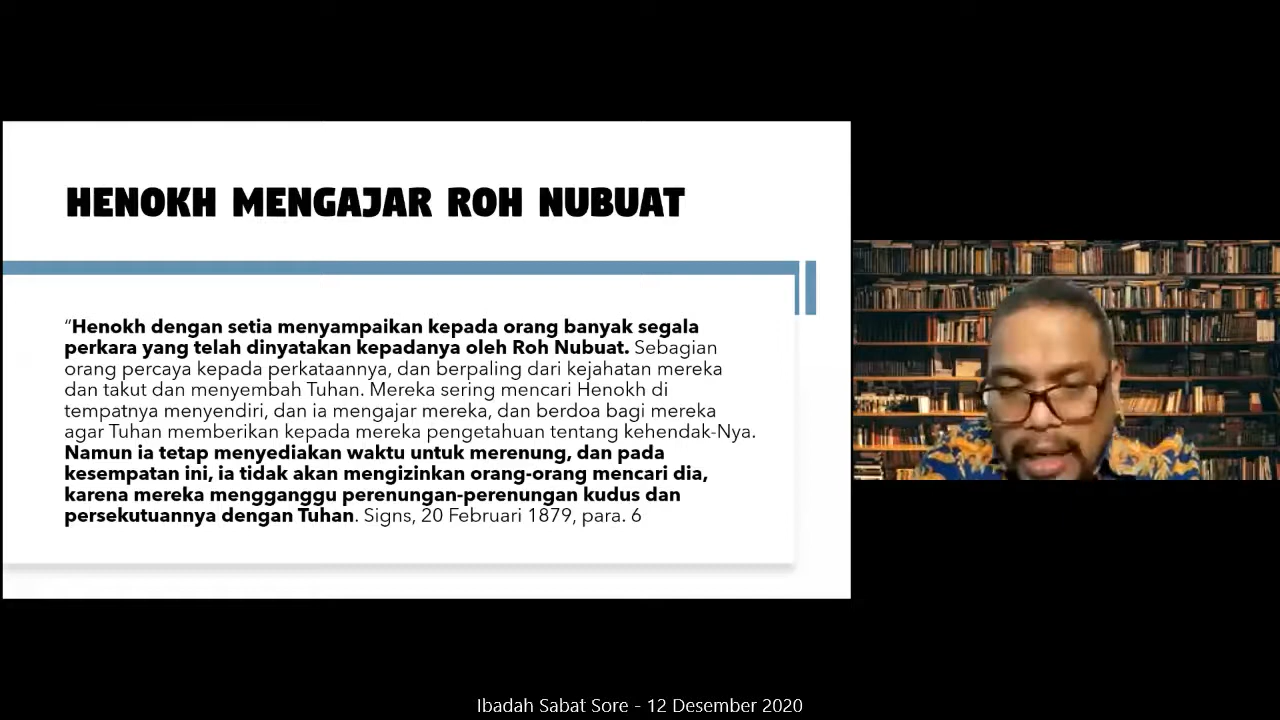 HENOKH MENGAJAR ROH NUBUAT
“Henokh dengan setia menyampaikan kepada orang banyak segala
perkara yang telah dinyatakan kepadanya oleh Roh Nubuat. Sebagian
orang percaya kepada perkataannya, dan berpaling dari kejahatan mereka
dan takut dan menyembah Tuhan. Mereka sering mencari Henokh di
tempatnya menyendiri, dan ia mengajar mereka, dan berdoa bagi mereka
agar Tuhan memberikan kepada mereka pengetahuan tentang kehendak-Nya.
Namun ia tetap menyediakan waktu untuk merenung, dan pada
kesempatan ini, ia tidak akan mengizinkan orang-orang mencari dia,
karena mereka mengganggu perenungan-perenungan kudus dan
persekutuannya dengan Tuhan. Signs, 20 Februari 1879, para. 6
Ibadah Sabat Sore - 12 Desember 2020